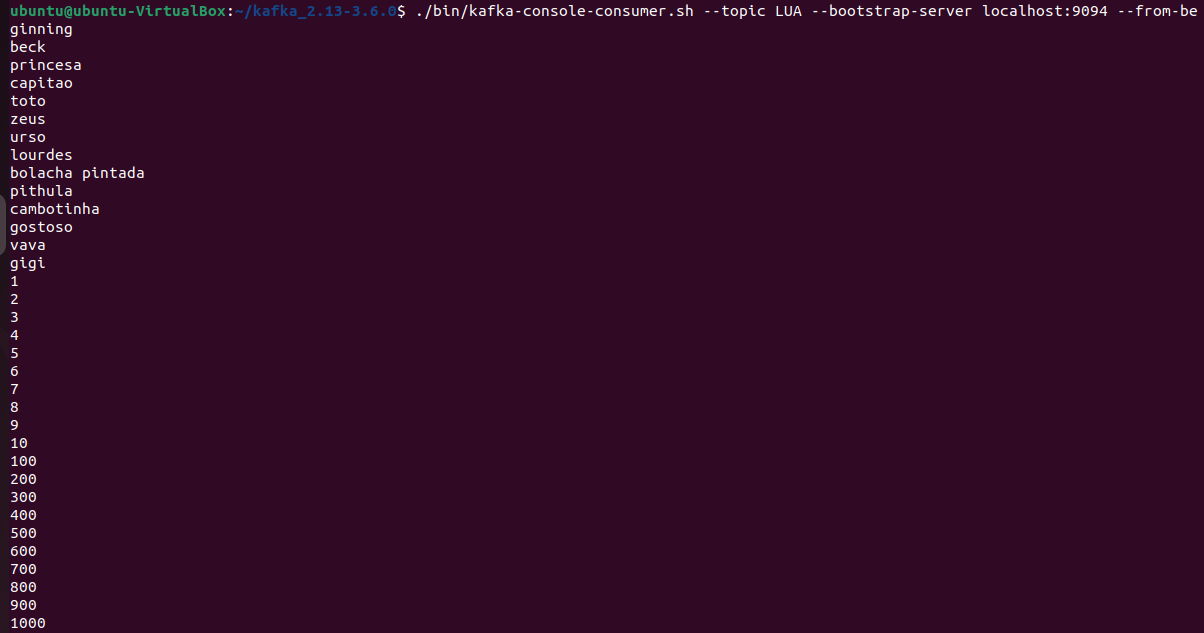 ubuntu@ubuntu-VirtualBox:~/kafka_2.13-3.6.0$ ./bin/kafka-console-consumer.sh --topic LUA --bootstrap-server localhost:9094 --from-be
ginning
beck
princesa
capitao
toto
zeus
urso
lourdes
bolacha pintada
pithula
cambotinha
gostoso
vava
gigi
1
2
3
4
5
6
7
8
9
10
100
200
300
400
500
600
700
800
900
1000